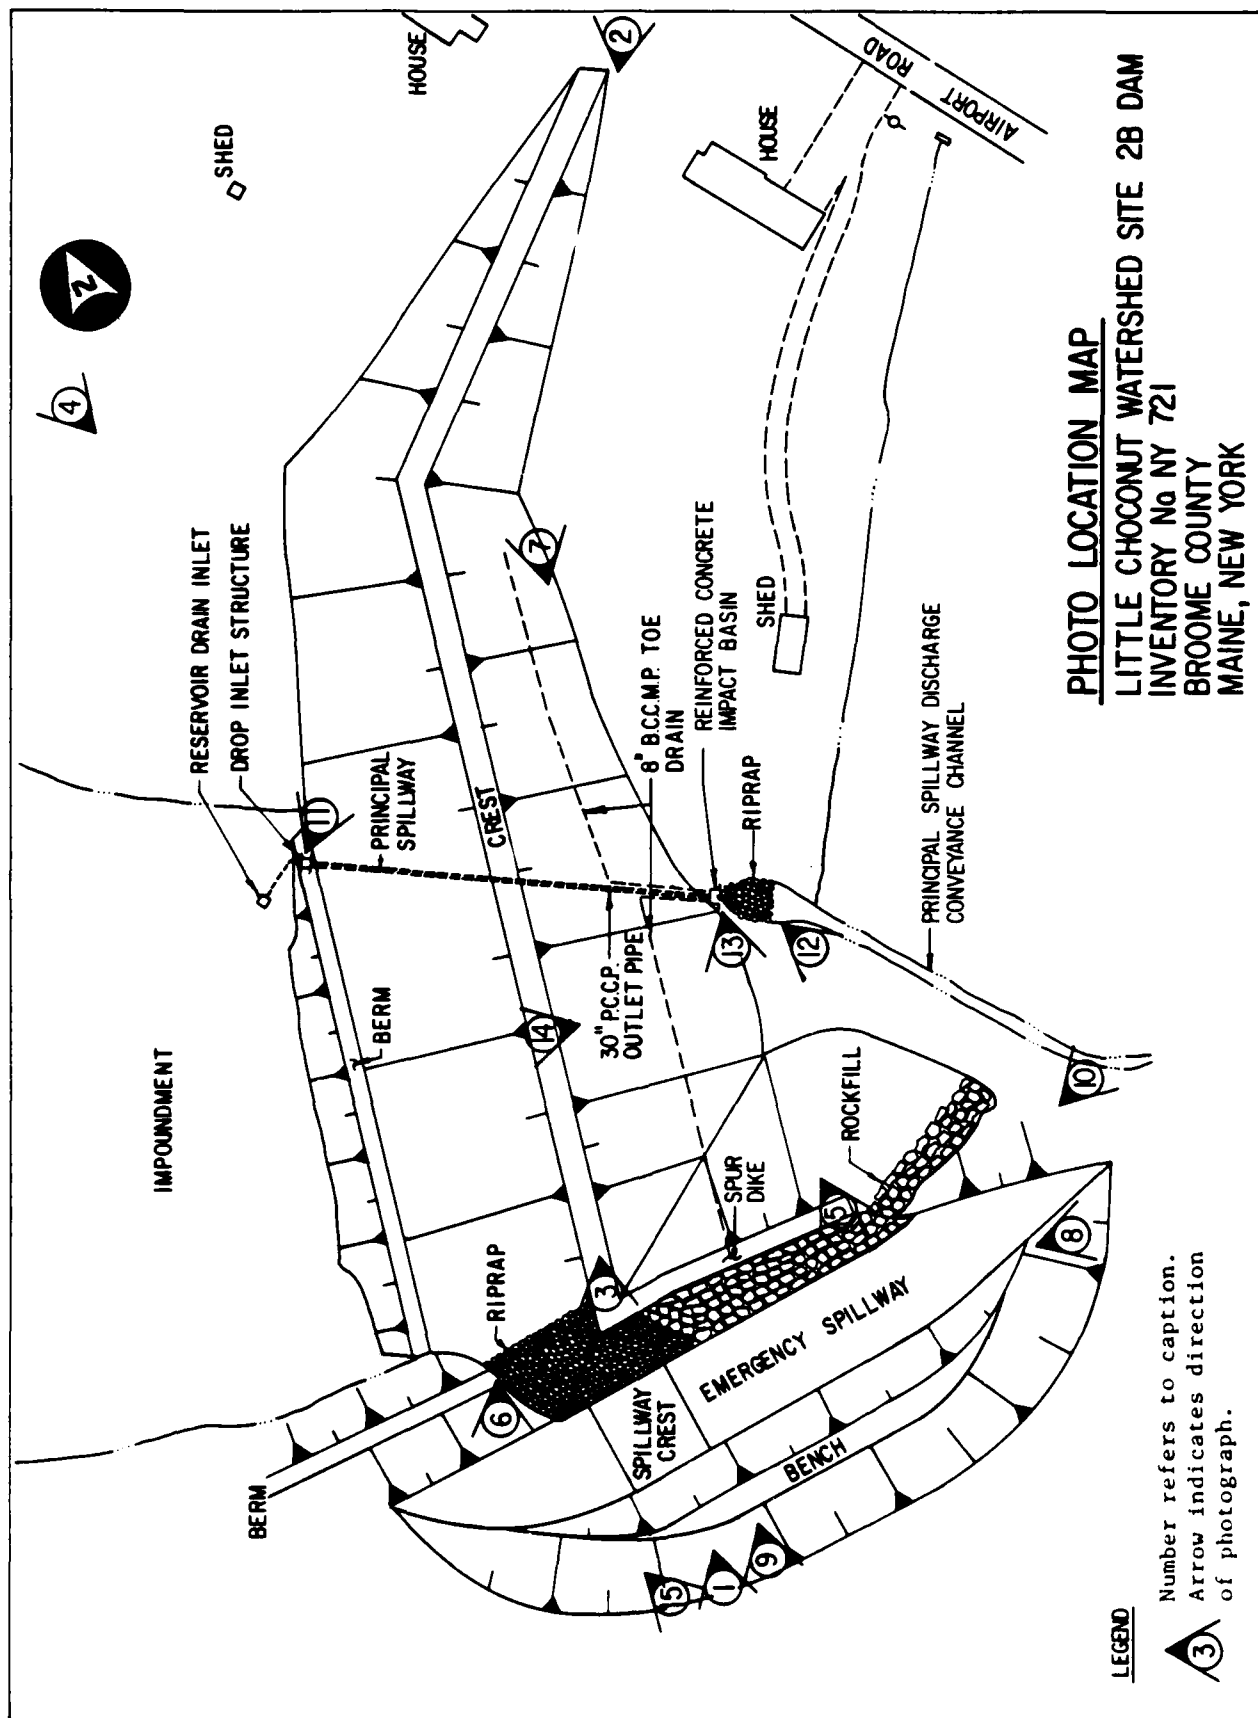 HOUSE
2
SHED
N
4
AIRPORT
ROAD
HOUSE
RESERVOIR DRAIN INLET
DROP INLET STRUCTURE
11
PRINCIPAL
SPILLWAY
CREST
7
8" B.C.C.M.P. TOE
DRAIN
REINFORCED CONCRETE
IMPACT BASIN
RIPRAP
SHED
PRINCIPAL SPILLWAY DISCHARGE
CONVEYANCE CHANNEL
IMPOUNDMENT
BERM
14
30" P.C.C.P.
OUTLET PIPE
13
12
10
ROCKFILL
SPUR
DIKE
5
3
RIPRAP
6
BERM
SPILLWAY
CREST
EMERGENCY SPILLWAY
BENCH
8
15
1
9
PHOTO LOCATION MAP
LITTLE CHOCONUT WATERSHED SITE 2B DAM
INVENTORY No NY 721
BROOME COUNTY
MAINE, NEW YORK
LEGEND
3
Number refers to caption.
Arrow indicates direction
of photograph.